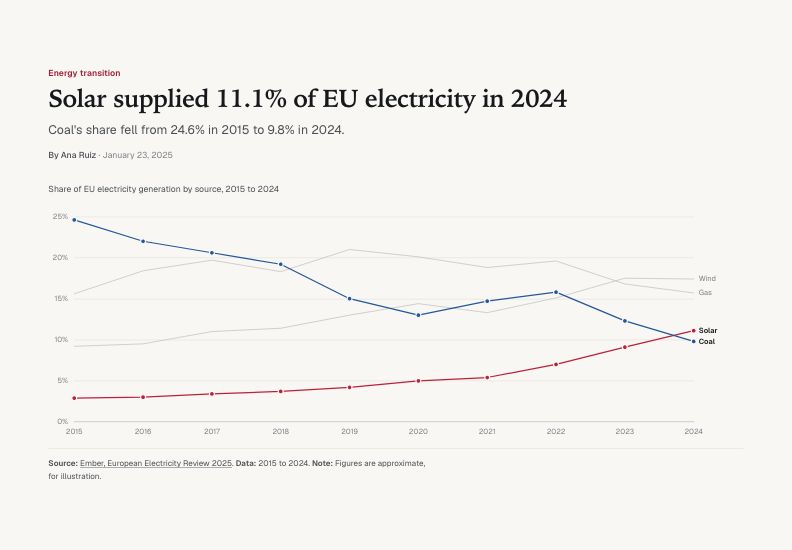 Energy transition
Solar supplied 11.1% of EU electricity in 2024
Coal's share fell from 24.6% in 2015 to 9.8% in 2024.
By Ana Ruiz · January 23, 2025
Share of EU electricity generation by source, 2015 to 2024
25%
20%
15%
10%
5%
0%
Wind
Gas
Solar
Coal
2015 2016 2017 2018 2019 2020 2021 2022 2023 2024
Source: Ember, European Electricity Review 2025. Data: 2015 to 2024. Note: Figures are approximate,
for illustration.